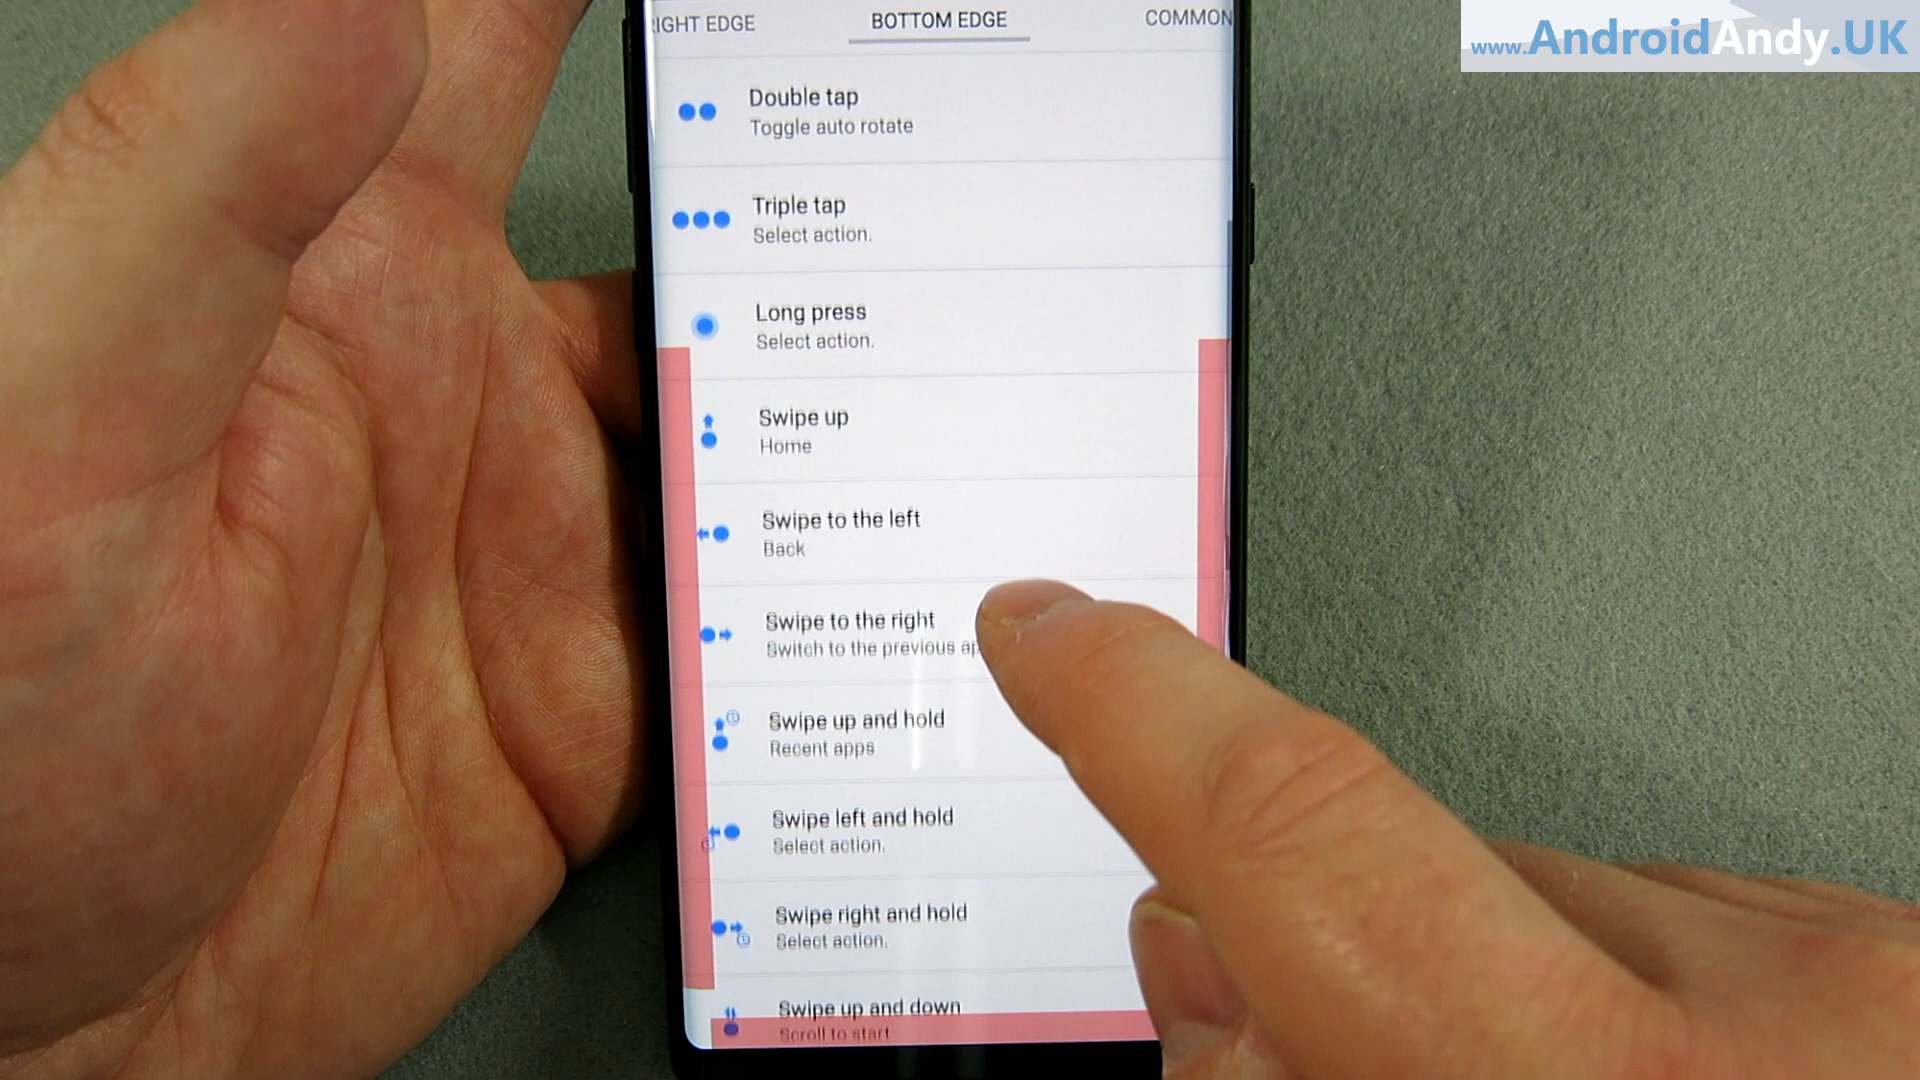 www.AndroidAndy.UK
RIGHT EDGE BOTTOM EDGE COMMON
Double tap
Toggle auto rotate
Triple tap
Select action.
Long press
Select action.
Swipe up
Home
Swipe to the left
Back
Swipe to the right
Switch to the previous ap
Swipe up and hold
Recent apps
Swipe left and hold
Select action.
Swipe right and hold
Select action.
Swipe up and down
Scroll to start